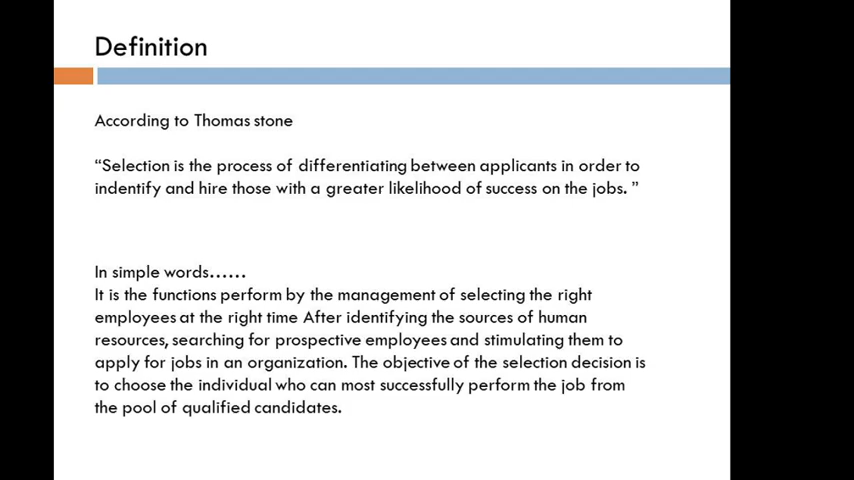 Definition
According to Thomas stone
“Selection is the process of differentiating between applicants in order to
indentify and hire those with a greater likelihood of success on the jobs. ”
In simple words......
It is the functions perform by the management of selecting the right
employees at the right time After identifying the sources of human
resources, searching for prospective employees and stimulating them to
apply for jobs in an organization. The objective of the selection decision is
to choose the individual who can most successfully perform the job from
the pool of qualified candidates.